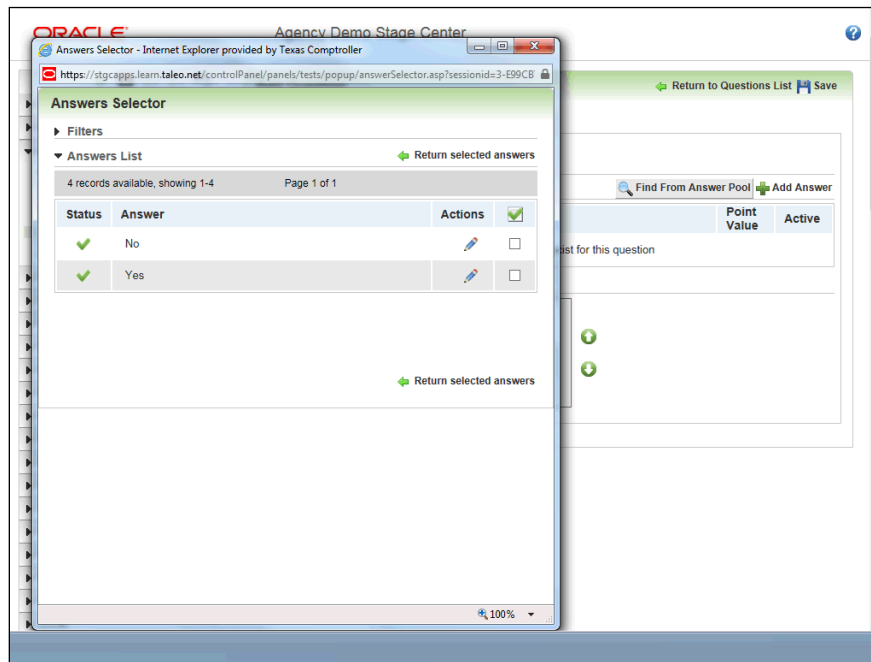 ORACLE Agency Demo Stage Center
Answers Selector - Internet Explorer provided by Texas Comptroller
https://stgcapps.learn.taleo.net/controlPanel/panels/tests/popup/answerSelector.asp?sessionid=3-E99CB
Return to Questions List Save
Answers Selector
Filters
Answers List Return selected answers
4 records available, showing 1-4 Page 1 of 1
Find From Answer Pool Add Answer
Status Answer Actions
Point Value Active
No
for this question
Yes
Return selected answers
100%